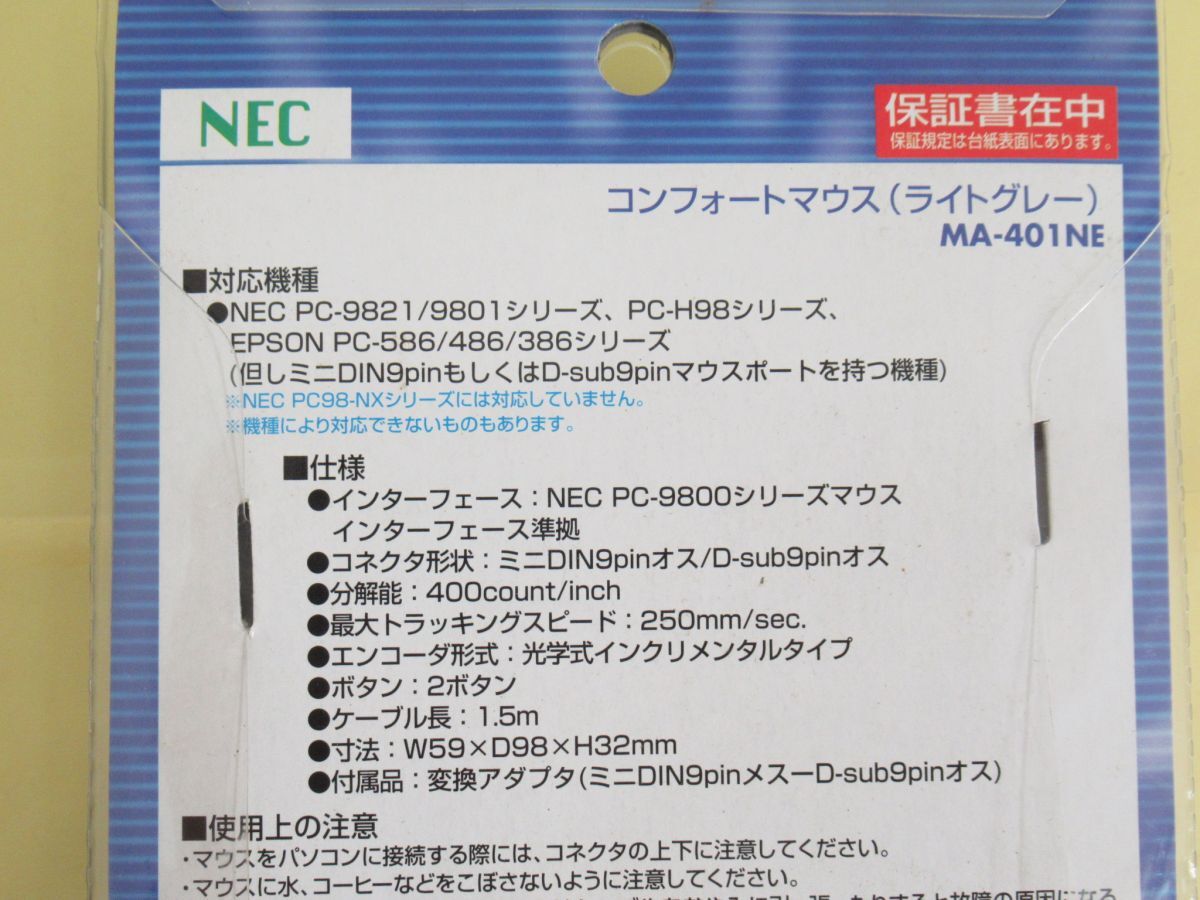 NEC
保証書在中
保証規定は台紙表面にあります。
コンフォートマウス(ライトグレー)
MA-401NE
■対応機種
●NEC PC-9821/9801シリーズ、PC-H98シリーズ、
EPSON PC-586/486/386シリーズ
(但しミニDIN9pinもしくはD-sub9pinマウスポートを持つ機種)
※NEC PC98-NXシリーズには対応していません。
※機種により対応できないものもあります。
■仕様
●インターフェース：NEC PC-9800シリーズマウス
インターフェース準拠
●コネクタ形状：ミニDIN9pinオス/D-sub9pinオス
●分解能：400count/inch
●最大トラッキングスピード：250mm/sec.
●エンコーダ形式：光学式インクリメンタルタイプ
●ボタン：2ボタン
●ケーブル長：1.5m
●寸法：W59×D98×H32mm
●付属品：変換アダプタ(ミニDIN9pinメスーD-sub9pinオス)
■使用上の注意
・マウスをパソコンに接続する際には、コネクタの上下に注意してください。
・マウスに水、コーヒーなどをこぼさないように注意してください。
すると故障の原因になる